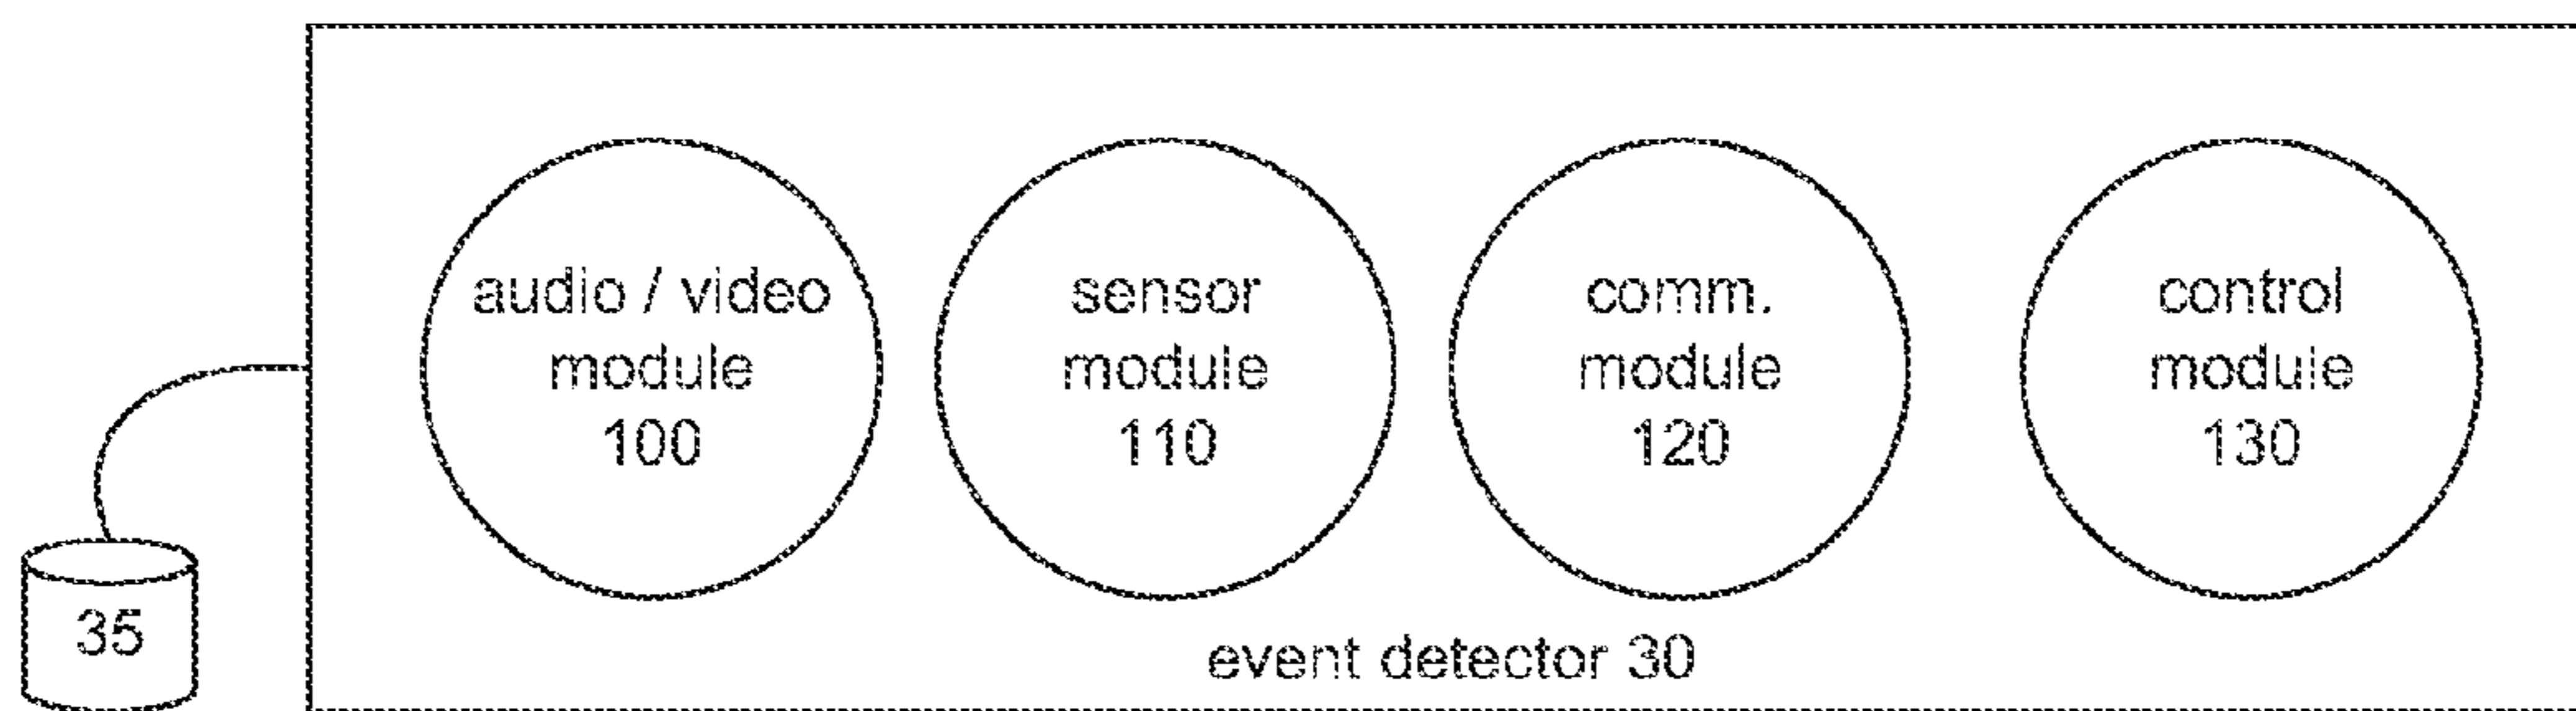 audio / video
module
100
sensor
module
110
comm.
module
120
control
module
130
35
event detector 30